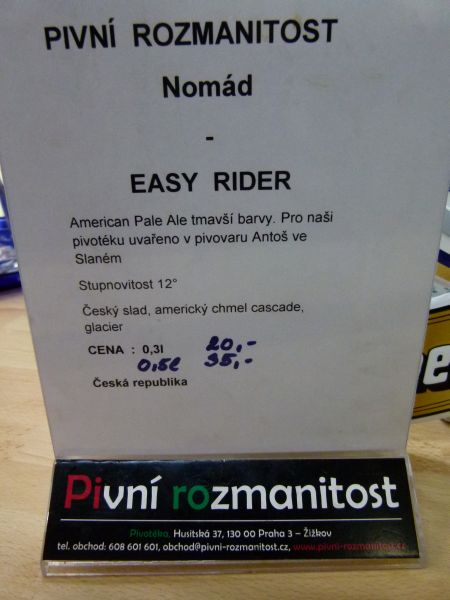 PIVNÍ ROZMANITOST
Nomád
-
EASY RIDER
American Pale Ale tmavší barvy. Pro naši
pivotéku uvařeno v pivovaru Antoš ve
Slaném
Stupnovitost 12°
Český slad, americký chmel cascade,
glacier
CENA : 0,3l 20,-
0,5l 35,-
Česká republika
Pivní rozmanitost
Pivotéka, Husitská 37, 130 00 Praha 3 – Žižkov
tel. obchod: 608 601 601, obchod@pivni-rozmanitost.cz, www.pivni-rozmanitost.cz